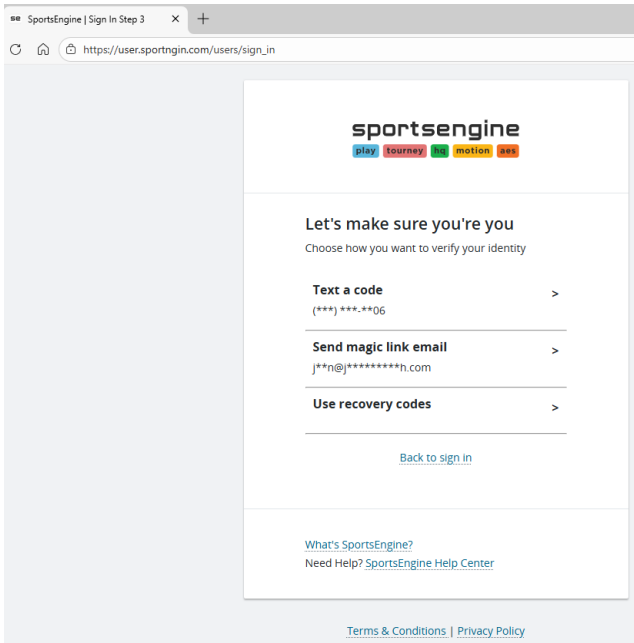 se SportsEngine | Sign In Step 3
https://user.sportngin.com/users/sign_in
sportsengine
play tourney hq motion aes
Let's make sure you're you
Choose how you want to verify your identity
Text a code >
(***) ***-**06
Send magic link email >
j**n@j*********h.com
Use recovery codes >
Back to sign in
What's SportsEngine?
Need Help? SportsEngine Help Center
Terms & Conditions | Privacy Policy